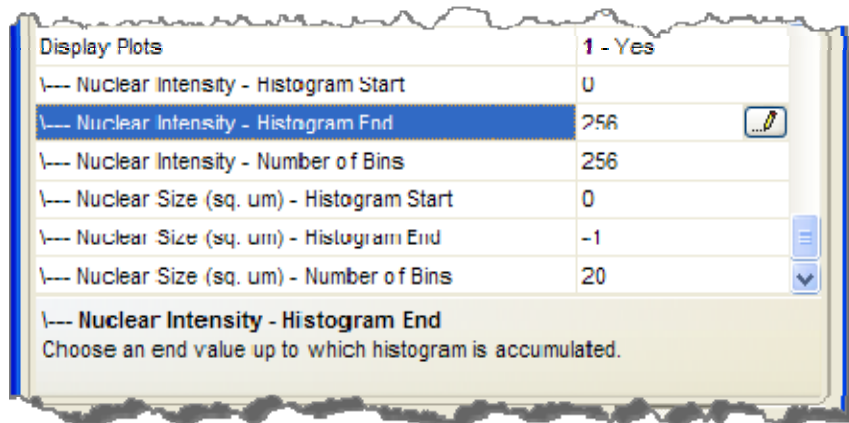 Display Plots 1 - Yes
\--- Nuclear Intensity - Histogram Start 0
\--- Nuclear Intensity - Histogram End 256
\--- Nuclear Intensity - Number of Bins 256
\--- Nuclear Size (sq. um) - Histogram Start 0
\--- Nuclear Size (sq. um) - Histogram End -1
\--- Nuclear Size (sq. um) - Number of Bins 20
\--- Nuclear Intensity - Histogram End
Choose an end value up to which histogram is accumulated.